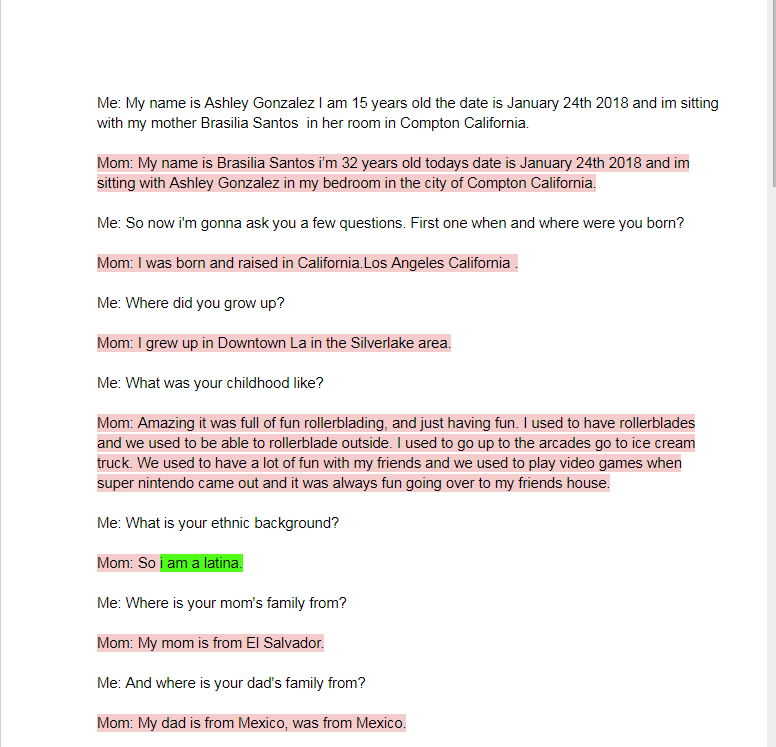 Me: My name is Ashley Gonzalez I am 15 years old the date is January 24th 2018 and im sitting
with my mother Brasilia Santos  in her room in Compton California.
Mom: My name is Brasilia Santos i'm 32 years old todays date is January 24th 2018 and im
sitting with Ashley Gonzalez in my bedroom in the city of Compton California.
Me: So now i'm gonna ask you a few questions. First one when and where were you born?
Mom: I was born and raised in California.Los Angeles California .
Me: Where did you grow up?
Mom: I grew up in Downtown La in the Silverlake area.
Me: What was your childhood like?
Mom: Amazing it was full of fun rollerblading, and just having fun. I used to have rollerblades
and we used to be able to rollerblade outside. I used to go up to the arcades go to ice cream
truck. We used to have a lot of fun with my friends and we used to play video games when
super nintendo came out and it was always fun going over to my friends house.
Me: What is your ethnic background?
Mom: So i am a latina.
Me: Where is your mom's family from?
Mom: My mom is from El Salvador.
Me: And where is your dad's family from?
Mom: My dad is from Mexico, was from Mexico.